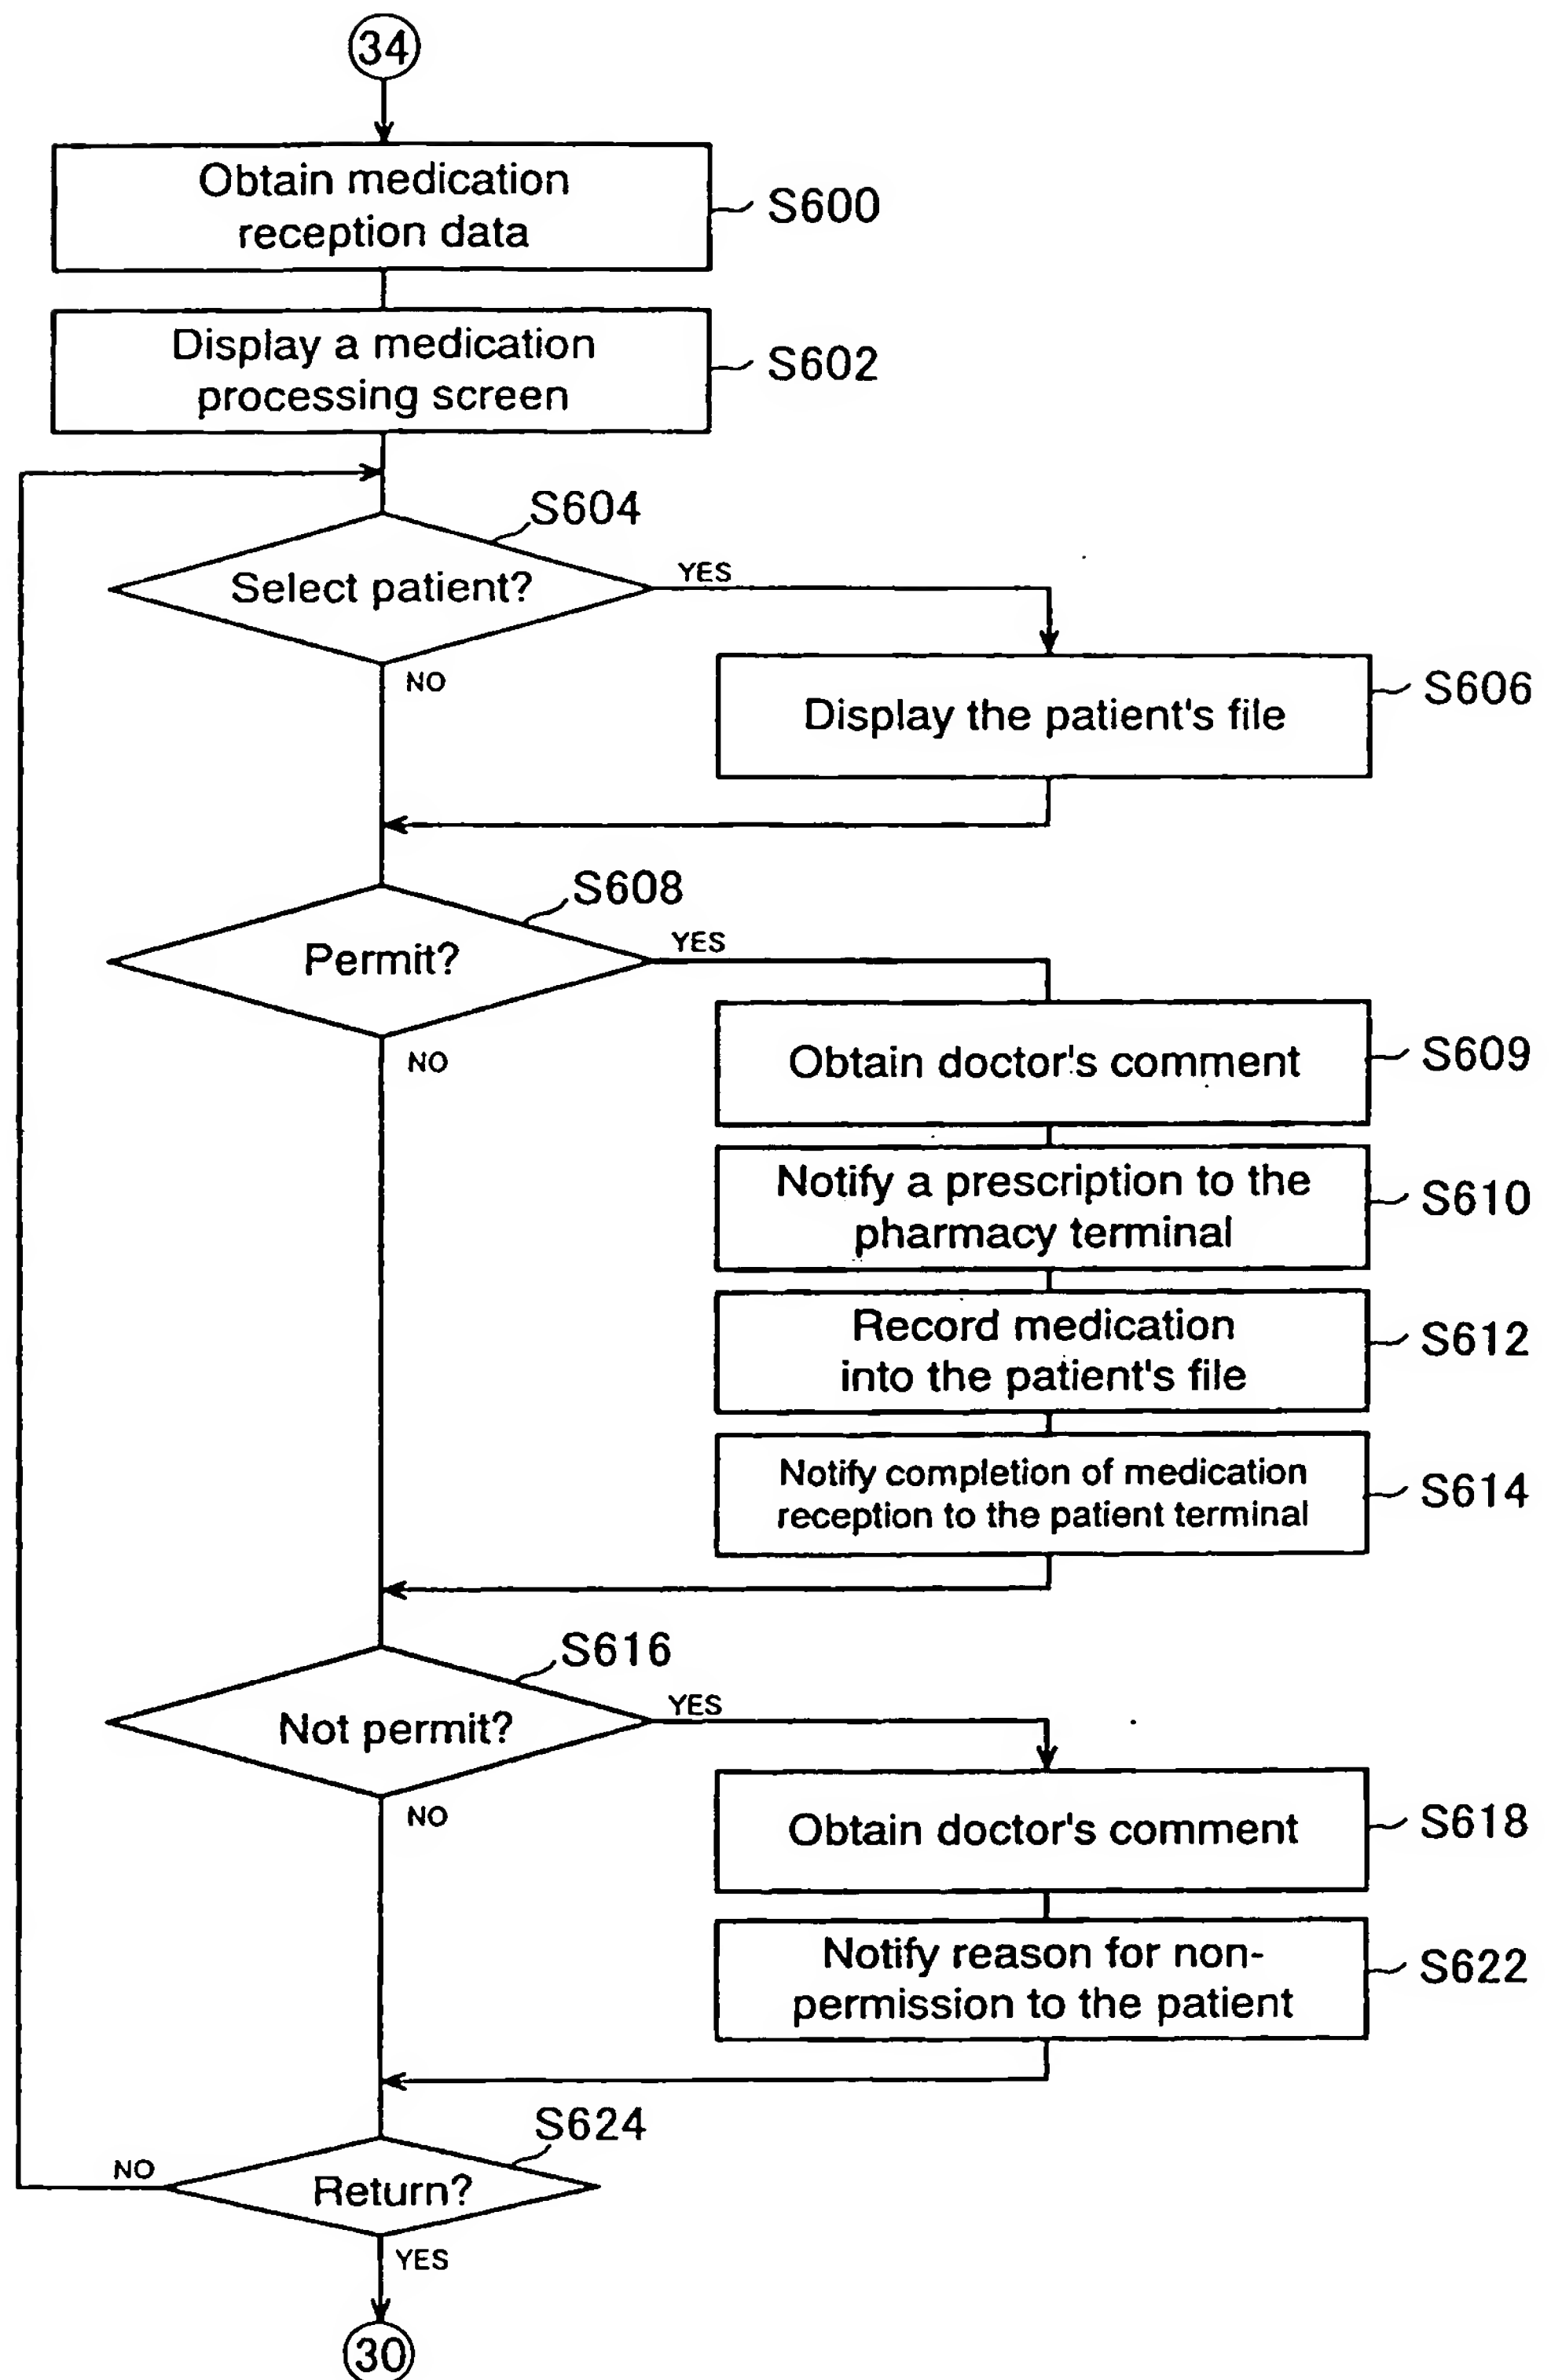 34
Obtain medication
reception data
S600
Display a medication
processing screen
S602
S604
Select patient?
YES
NO
Display the patient's file
S606
S608
Permit?
YES
NO
Obtain doctor's comment
S609
Notify a prescription to the
pharmacy terminal
S610
Record medication
into the patient's file
S612
Notify completion of medication
reception to the patient terminal
S614
S616
Not permit?
YES
NO
Obtain doctor's comment
S618
Notify reason for non-
permission to the patient
S622
S624
Return?
NO
YES
30